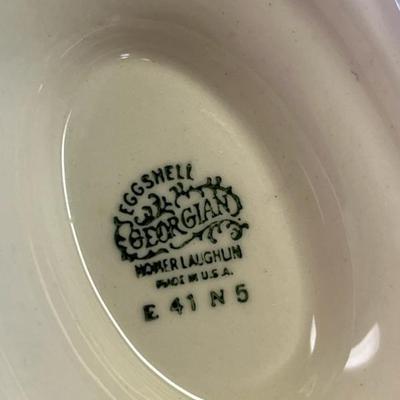 EGGSHELL
GEORGIAN
HOMER LAUGHLIN
MADE IN U.S.A.
E 41 N 5